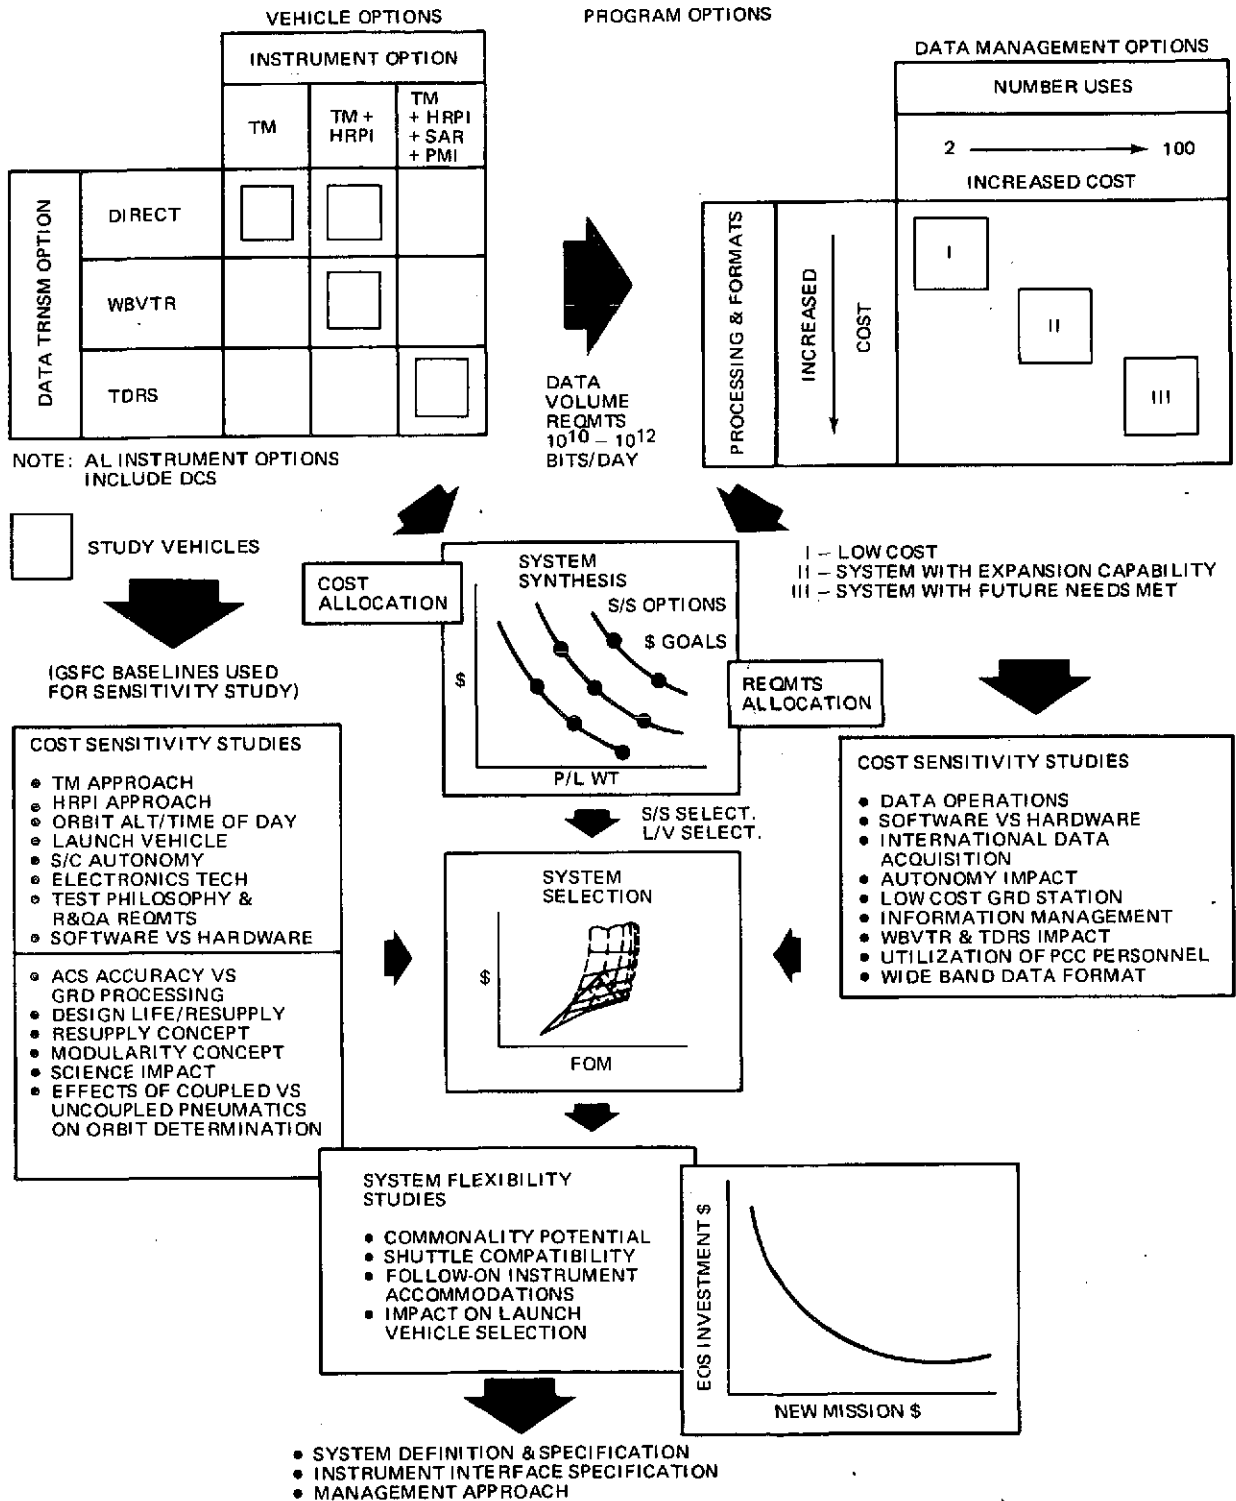 VEHICLE OPTIONS
PROGRAM OPTIONS
INSTRUMENT OPTION
TM
TM +
HRPI
TM
+ HRPI
+ SAR
+ PMI
DATA TRNSM OPTION
DIRECT
WBVTR
TDRS
NOTE: AL INSTRUMENT OPTIONS
INCLUDE DCS
STUDY VEHICLES
DATA
VOLUME
REQMTS
10¹⁰ – 10¹²
BITS/DAY
DATA MANAGEMENT OPTIONS
NUMBER USES
2 100
INCREASED COST
PROCESSING & FORMATS
INCREASED
COST
I
II
III
I – LOW COST
II – SYSTEM WITH EXPANSION CAPABILITY
III – SYSTEM WITH FUTURE NEEDS MET
COST
ALLOCATION
SYSTEM
SYNTHESIS
S/S OPTIONS
$ GOALS
$
P/L WT
REQMTS
ALLOCATION
(GSFC BASELINES USED
FOR SENSITIVITY STUDY)
COST SENSITIVITY STUDIES
● TM APPROACH
● HRPI APPROACH
● ORBIT ALT/TIME OF DAY
● LAUNCH VEHICLE
● S/C AUTONOMY
● ELECTRONICS TECH
● TEST PHILOSOPHY &
R&QA REQMTS
● SOFTWARE VS HARDWARE
● ACS ACCURACY VS
GRD PROCESSING
● DESIGN LIFE/RESUPPLY
● RESUPPLY CONCEPT
● MODULARITY CONCEPT
● SCIENCE IMPACT
● EFFECTS OF COUPLED VS
UNCOUPLED PNEUMATICS
ON ORBIT DETERMINATION
S/S SELECT.
L/V SELECT.
SYSTEM
SELECTION
$
FOM
COST SENSITIVITY STUDIES
● DATA OPERATIONS
● SOFTWARE VS HARDWARE
● INTERNATIONAL DATA
ACQUISITION
● AUTONOMY IMPACT
● LOW COST GRD STATION
● INFORMATION MANAGEMENT
● WBVTR & TDRS IMPACT
● UTILIZATION OF PCC PERSONNEL
● WIDE BAND DATA FORMAT
SYSTEM FLEXIBILITY
STUDIES
● COMMONALITY POTENTIAL
● SHUTTLE COMPATIBILITY
● FOLLOW-ON INSTRUMENT
ACCOMMODATIONS
● IMPACT ON LAUNCH
VEHICLE SELECTION
EOS INVESTMENT $
NEW MISSION $
● SYSTEM DEFINITION & SPECIFICATION
● INSTRUMENT INTERFACE SPECIFICATION
● MANAGEMENT APPROACH